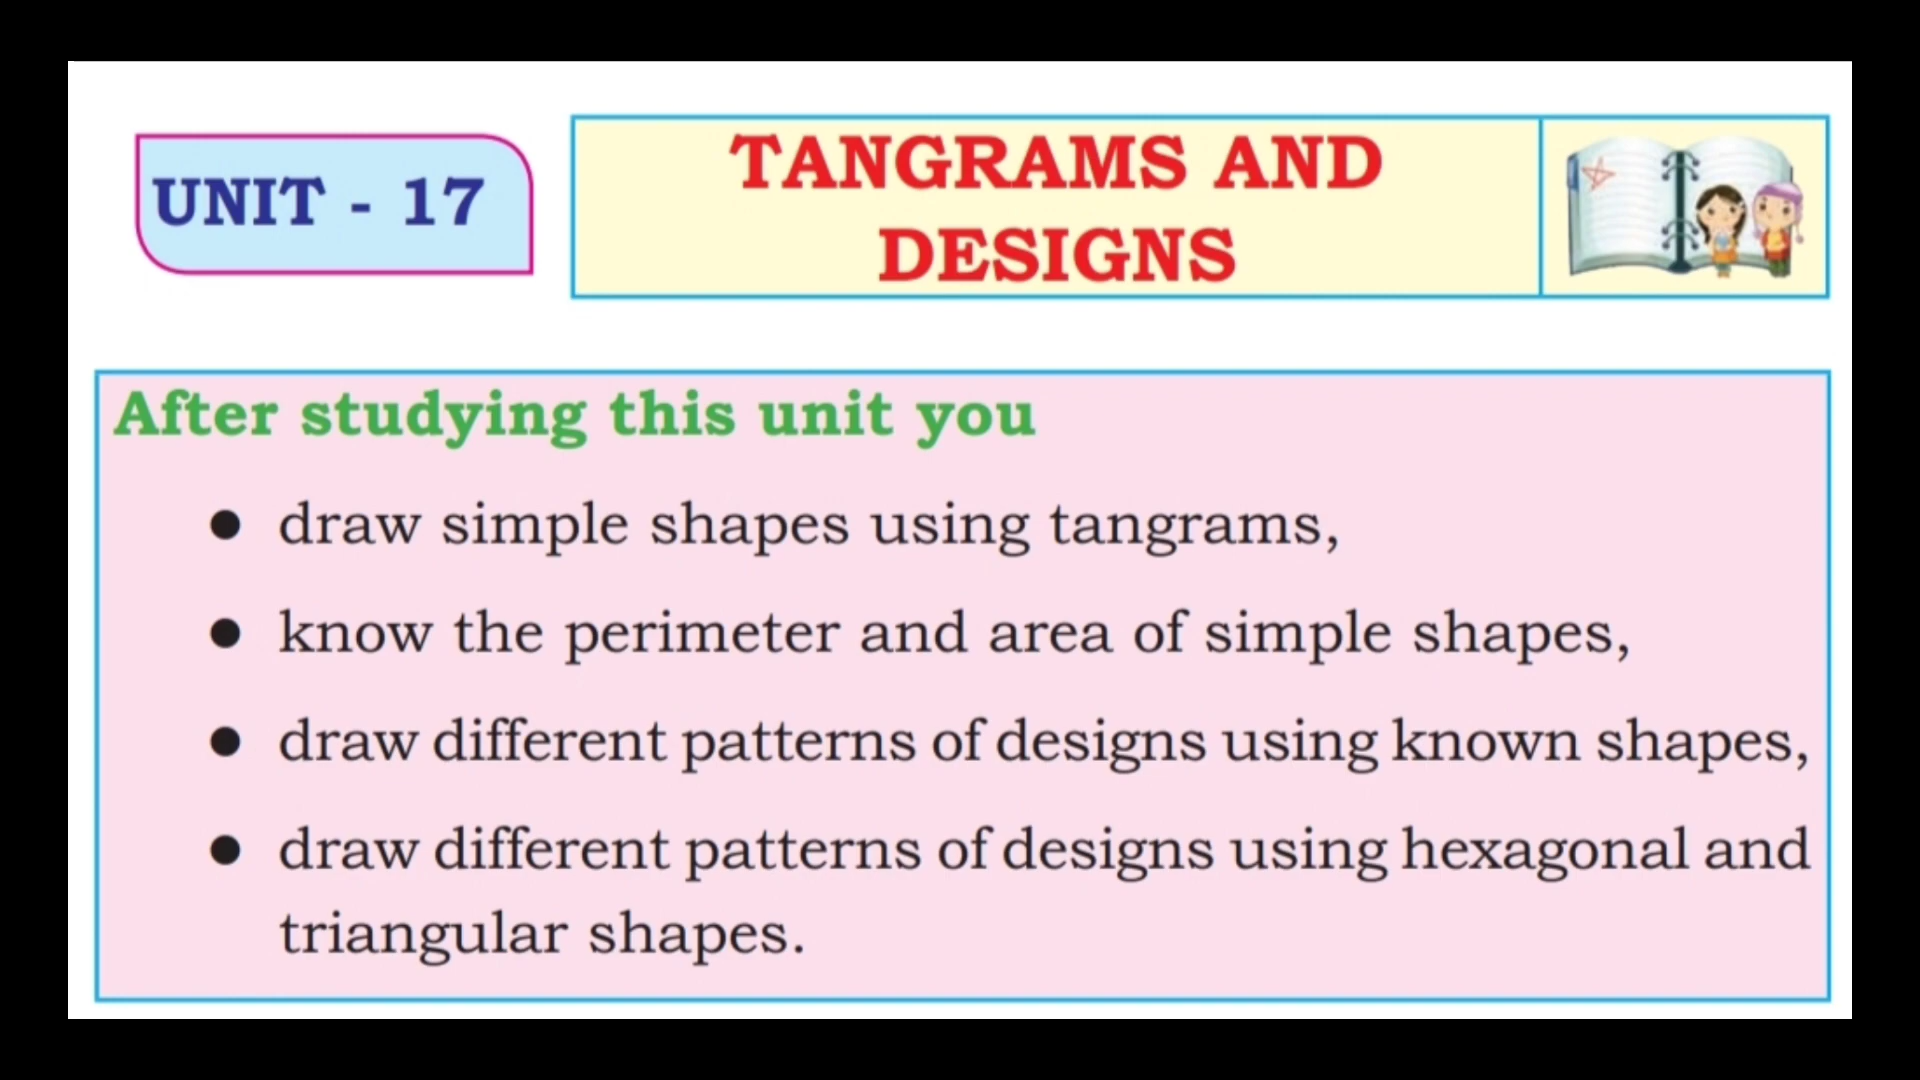 UNIT - 17
TANGRAMS AND
DESIGNS
After studying this unit you
● draw simple shapes using tangrams,
● know the perimeter and area of simple shapes,
● draw different patterns of designs using known shapes,
● draw different patterns of designs using hexagonal and
triangular shapes.